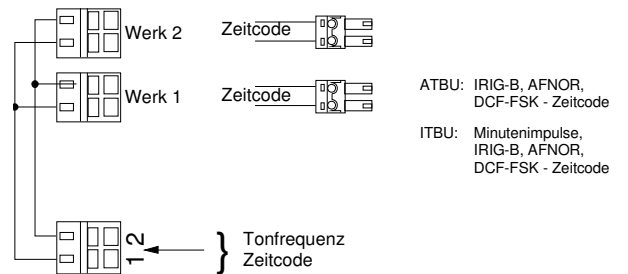 Werk 2
Zeitcode
Werk 1
Zeitcode
ATBU: IRIG-B, AFNOR,
DCF-FSK - Zeitcode
ITBU: Minutenimpulse,
IRIG-B, AFNOR,
DCF-FSK - Zeitcode
1 2
} Tonfrequenz
Zeitcode